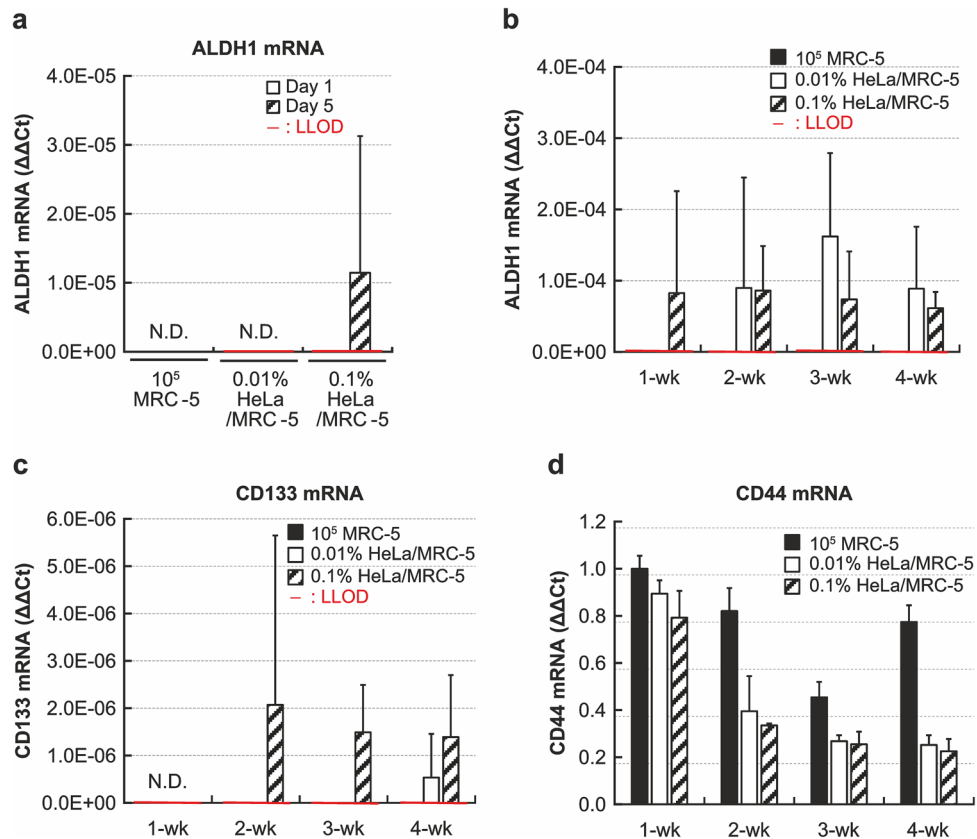 a
ALDH1 mRNA
ALDH1 mRNA (ΔΔCt)
4.0E-05
3.0E-05
2.0E-05
1.0E-05
0.0E+00
Day 1
Day 5
– : LLOD
N.D.
N.D.
10⁵
MRC-5
0.01%
HeLa
/MRC-5
0.1%
HeLa
/MRC-5
b
ALDH1 mRNA (ΔΔCt)
4.0E-04
3.0E-04
2.0E-04
1.0E-04
0.0E+00
10⁵ MRC-5
0.01% HeLa/MRC-5
0.1% HeLa/MRC-5
– : LLOD
1-wk 2-wk 3-wk 4-wk
c
CD133 mRNA
CD133 mRNA (ΔΔCt)
6.0E-06
5.0E-06
4.0E-06
3.0E-06
2.0E-06
1.0E-06
0.0E+00
10⁵ MRC-5
0.01% HeLa/MRC-5
0.1% HeLa/MRC-5
– : LLOD
N.D.
1-wk 2-wk 3-wk 4-wk
d
CD44 mRNA
CD44 mRNA (ΔΔCt)
1.2
1.0
0.8
0.6
0.4
0.2
0.0
10⁵ MRC-5
0.01% HeLa/MRC-5
0.1% HeLa/MRC-5
1-wk 2-wk 3-wk 4-wk